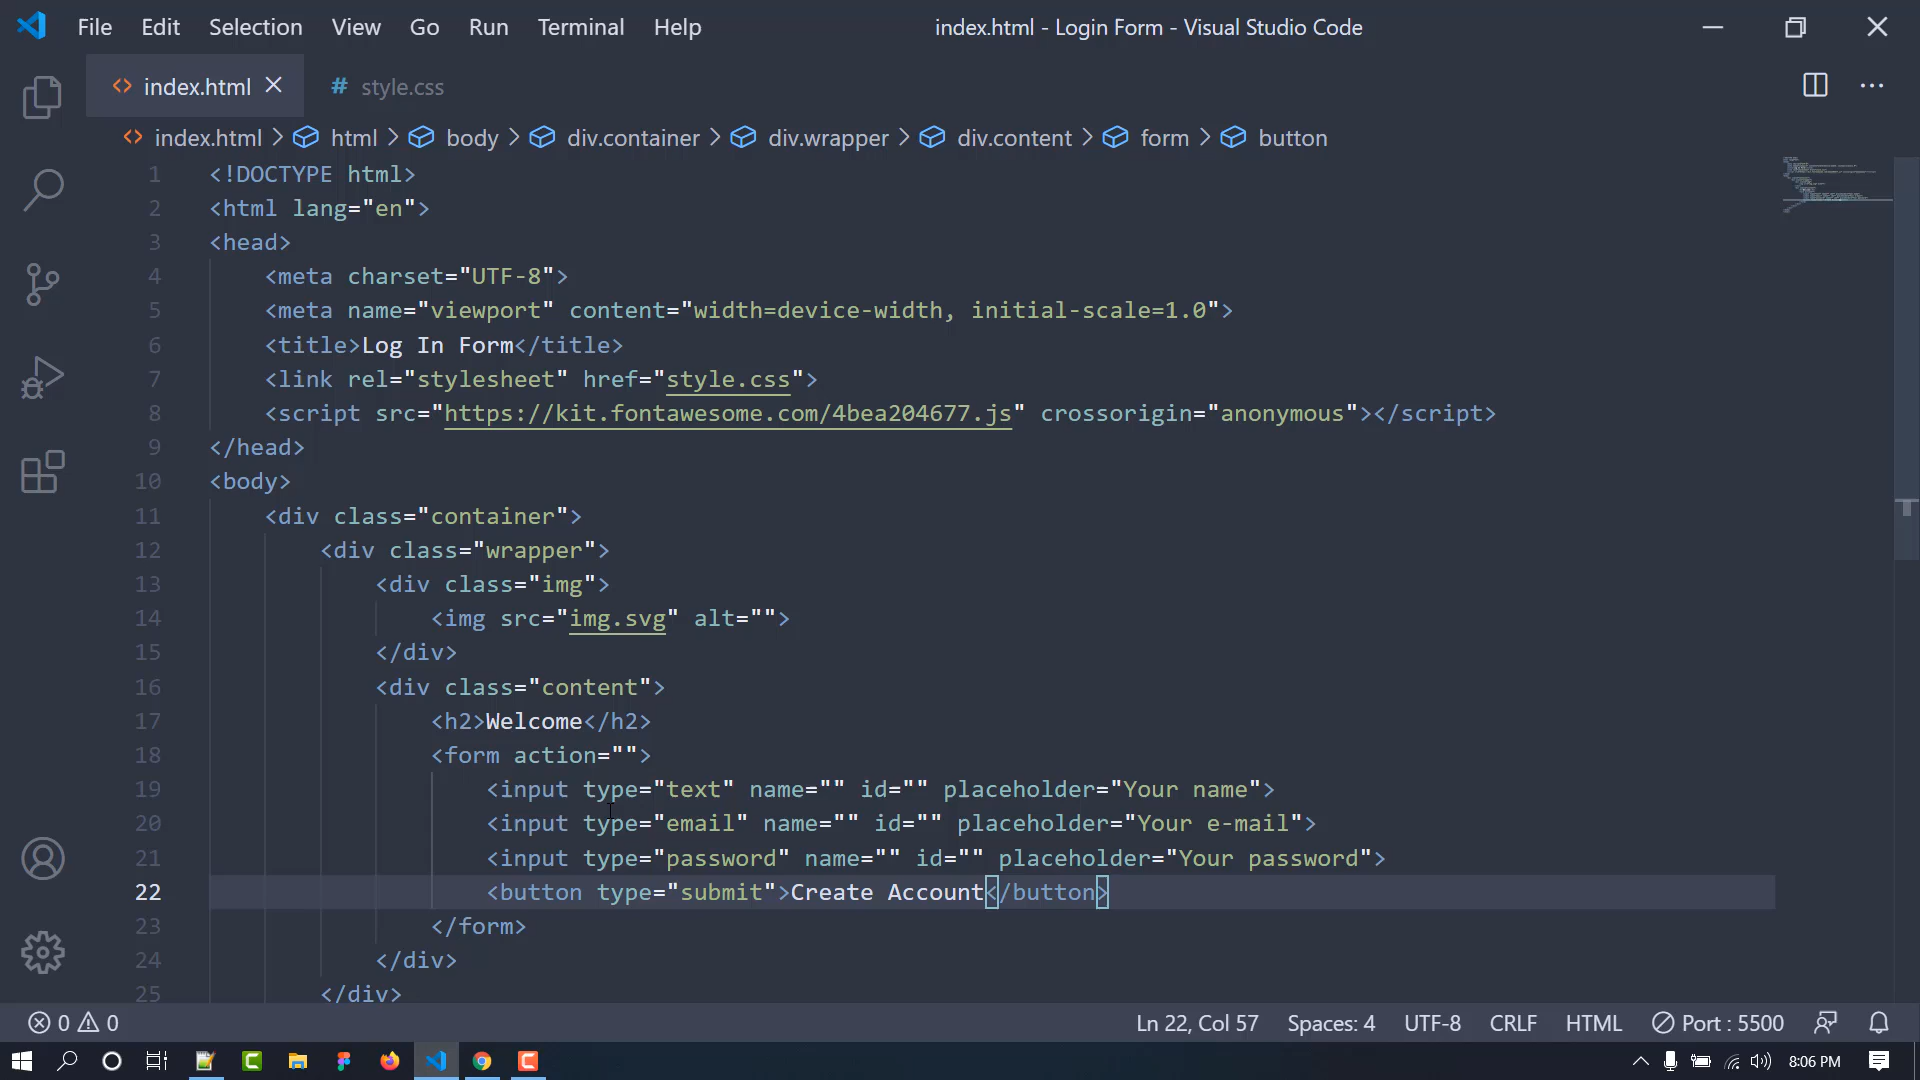 File Edit Selection View Go Run Terminal Help index.html - Login Form - Visual Studio Code
index.html # style.css
index.html > html > body > div.container > div.wrapper > div.content > form > button
1 <!DOCTYPE html>
2 <html lang="en">
3 <head>
4 <meta charset="UTF-8">
5 <meta name="viewport" content="width=device-width, initial-scale=1.0">
6 <title>Log In Form</title>
7 <link rel="stylesheet" href="style.css">
8 <script src="https://kit.fontawesome.com/4bea204677.js" crossorigin="anonymous"></script>
9 </head>
10 <body>
11 <div class="container">
12 <div class="wrapper">
13 <div class="img">
14 <img src="img.svg" alt="">
15 </div>
16 <div class="content">
17 <h2>Welcome</h2>
18 <form action="">
19 <input type="text" name="" id="" placeholder="Your name">
20 <input type="email" name="" id="" placeholder="Your e-mail">
21 <input type="password" name="" id="" placeholder="Your password">
22 <button type="submit">Create Account</button>
23 </form>
24 </div>
25 </div>
0 0 Ln 22, Col 57 Spaces: 4 UTF-8 CRLF HTML Port : 5500
8:06 PM